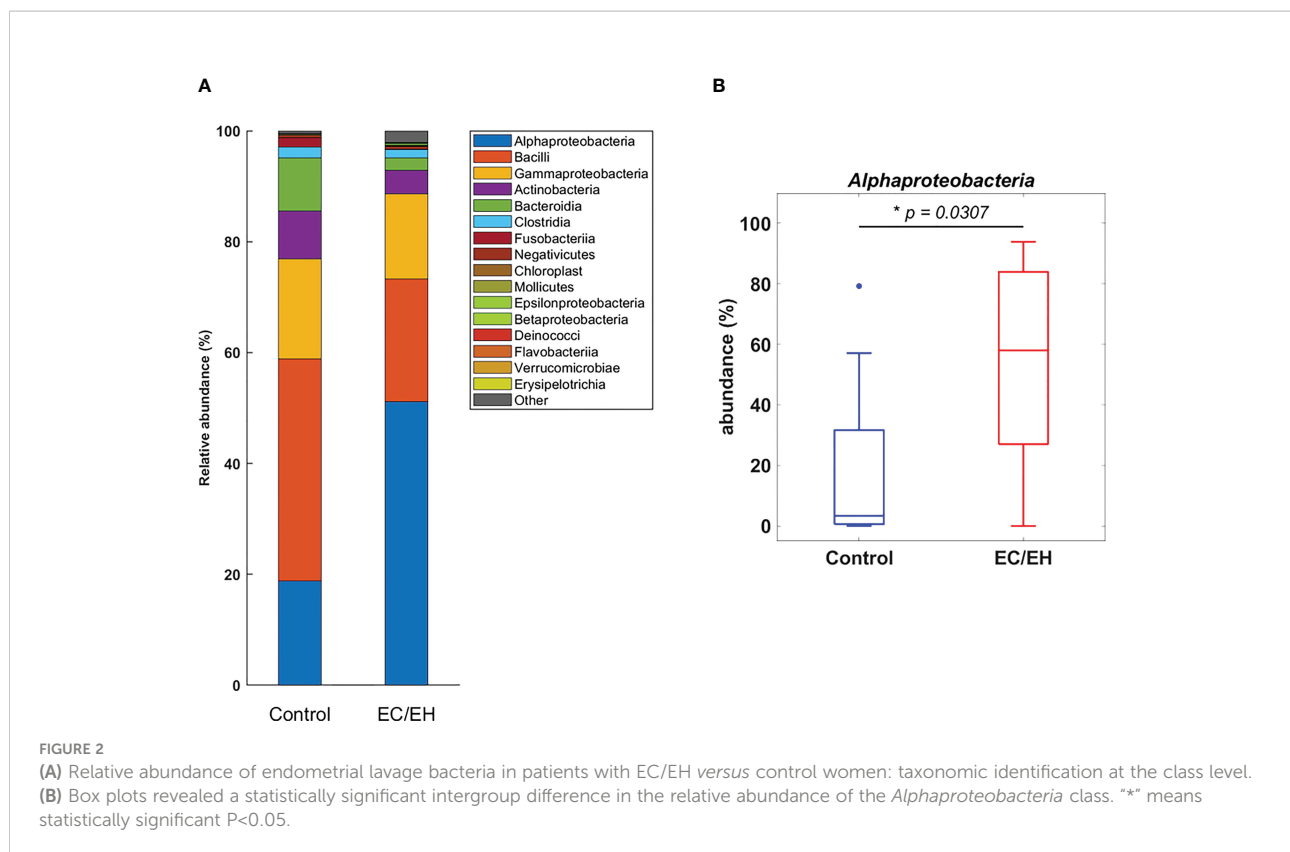 A
Relative abundance (%)
100
80
60
40
20
0
Control
EC/EH
Alphaproteobacteria
Bacilli
Gammaproteobacteria
Actinobacteria
Bacteroidia
Clostridia
Fusobacteriia
Negativicutes
Chloroplast
Mollicutes
Epsilonproteobacteria
Betaproteobacteria
Deinococci
Flavobacteriia
Verrucomicrobiae
Erysipelotrichia
Other
B
Alphaproteobacteria
* p = 0.0307
abundance (%)
100
80
60
40
20
0
Control
EC/EH
FIGURE 2
(A) Relative abundance of endometrial lavage bacteria in patients with EC/EH versus control women: taxonomic identification at the class level.
(B) Box plots revealed a statistically significant intergroup difference in the relative abundance of the Alphaproteobacteria class. “*” means
statistically significant P<0.05.